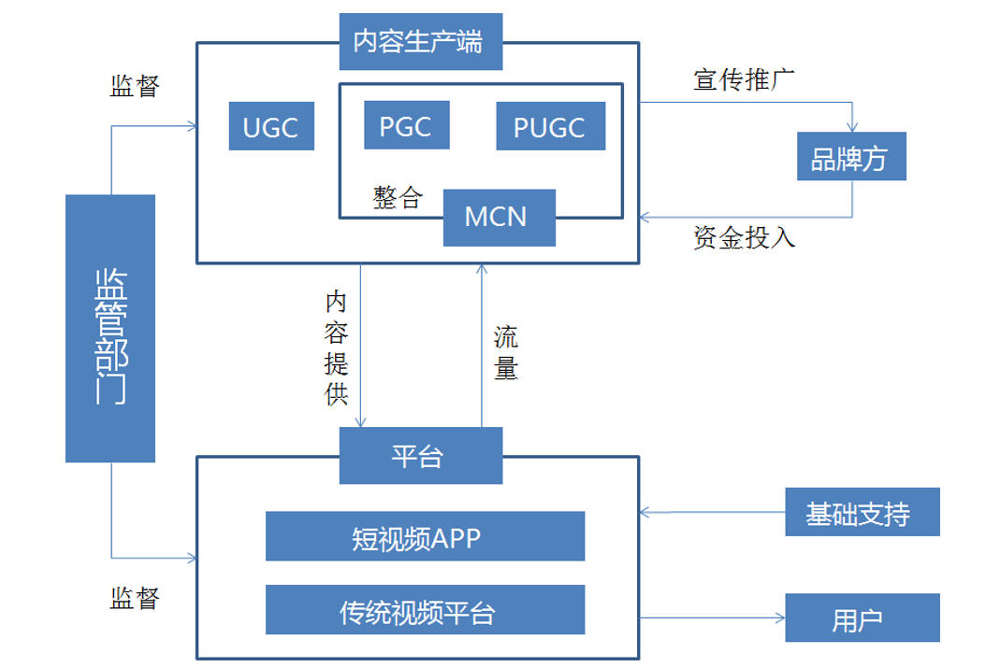 内容生产端
监督
宣传推广
UGC
PGC
PUGC
品牌方
整合
MCN
资金投入
监管部门
内容提供
流量
平台
短视频APP
基础支持
监督
传统视频平台
用户